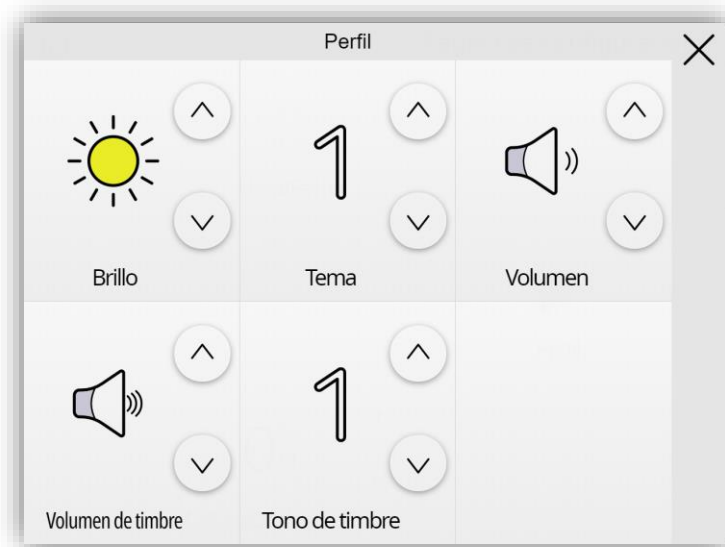 Perfil
1
Brillo
Tema
Volumen
1
Volumen de timbre
Tono de timbre